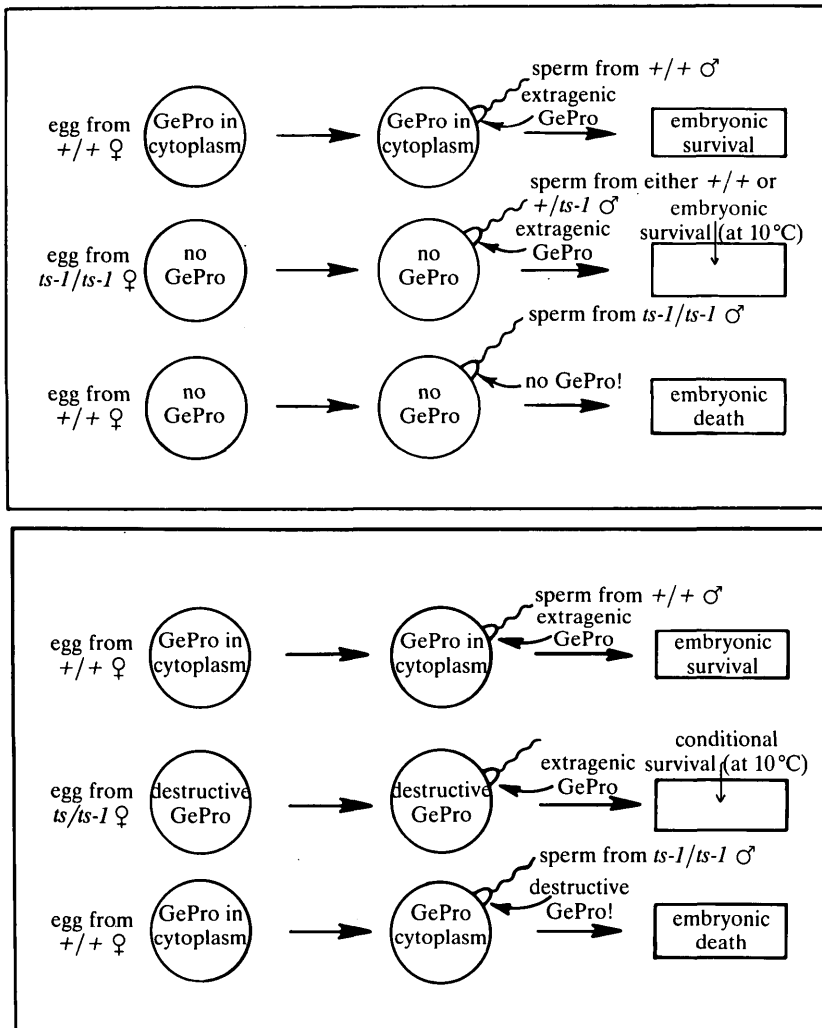 sperm from +/+ ♂
egg from
+/+ ♀
GePro in
cytoplasm
GePro in
cytoplasm
extragenic
GePro
embryonic
survival
sperm from either +/+ or
+/ts-1 ♂
egg from
ts-1/ts-1 ♀
no
GePro
no
GePro
extragenic
GePro
embryonic
survival (at 10°C)
sperm from ts-1/ts-1 ♂
egg from
+/+ ♀
no
GePro
no
GePro
no GePro!
embryonic
death
sperm from +/+ ♂
egg from
+/+ ♀
GePro in
cytoplasm
GePro in
cytoplasm
extragenic
GePro
embryonic
survival
egg from
ts/ts-1 ♀
destructive
GePro
destructive
GePro
extragenic
GePro
conditional
survival (at 10°C)
sperm from ts-1/ts-1 ♂
egg from
+/+ ♀
GePro in
cytoplasm
GePro
cytoplasm
destructive
GePro!
embryonic
death